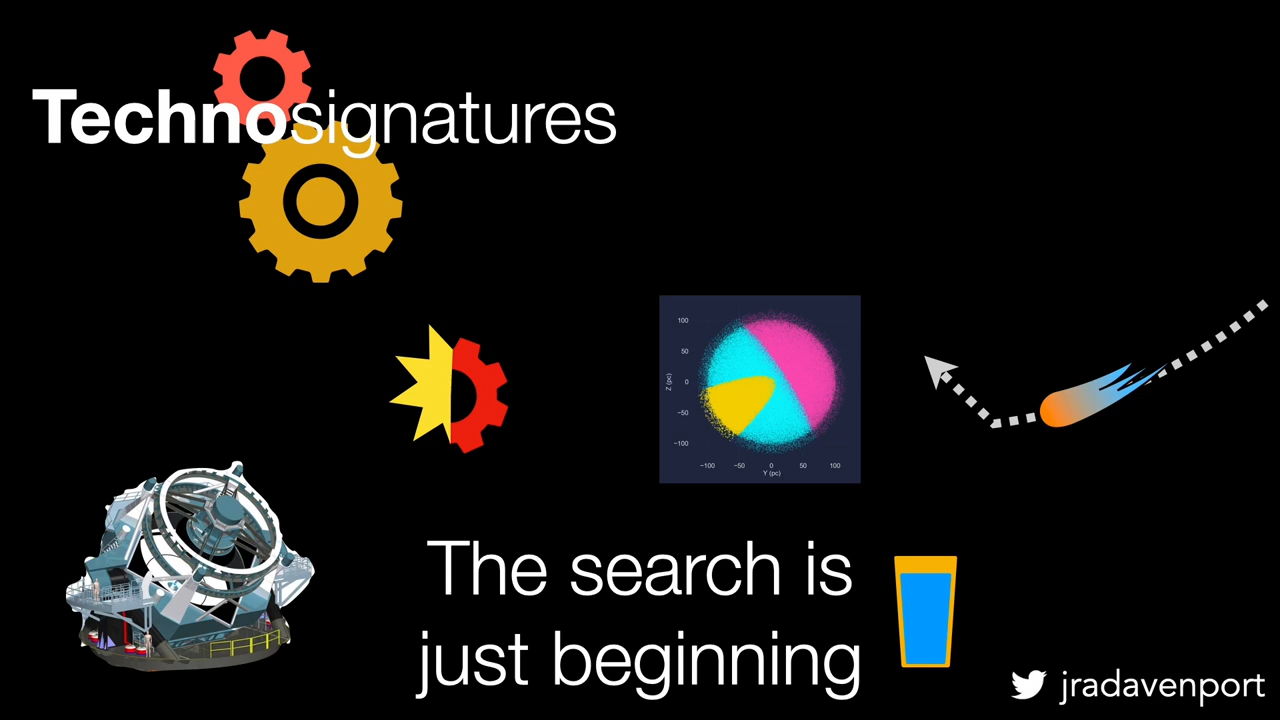 Technosignatures
100
50
0
−50
−100
Z (pc)
−100 −50 0 50 100
Y (pc)
The search is
just beginning
jradavenport